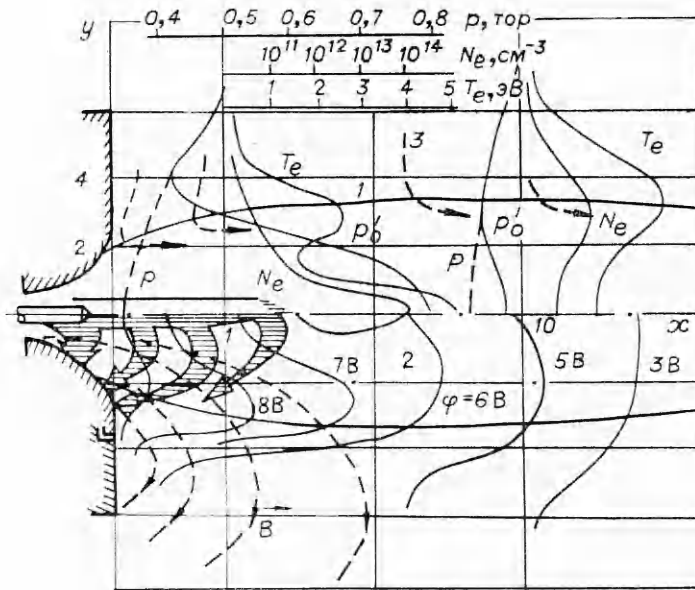 y 0,4 0,5 0,6 0,7 0,8 p, тор
10¹¹ 10¹² 10¹³ 10¹⁴ Nₑ, см⁻³
1 2 3 4 5 Tₑ, эВ
3
Tₑ Tₑ
4 1
2 p₀' p p₀' Nₑ
p Nₑ
1 10 x
7В 2 5В 3В
8В φ=6В
B